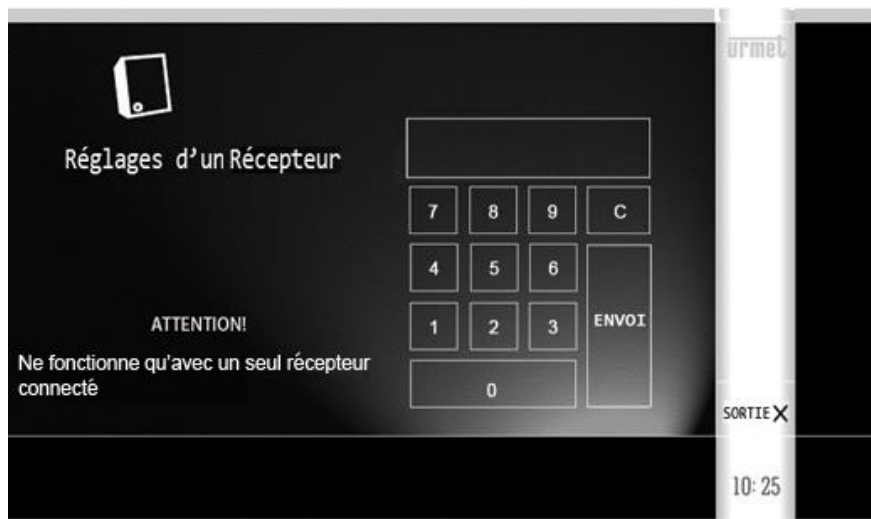 urmet
Réglages d'un Récepteur
7 8 9 C
4 5 6
ATTENTION!
1 2 3 ENVOI
Ne fonctionne qu'avec un seul récepteur
connecté
0
SORTIE X
10:25